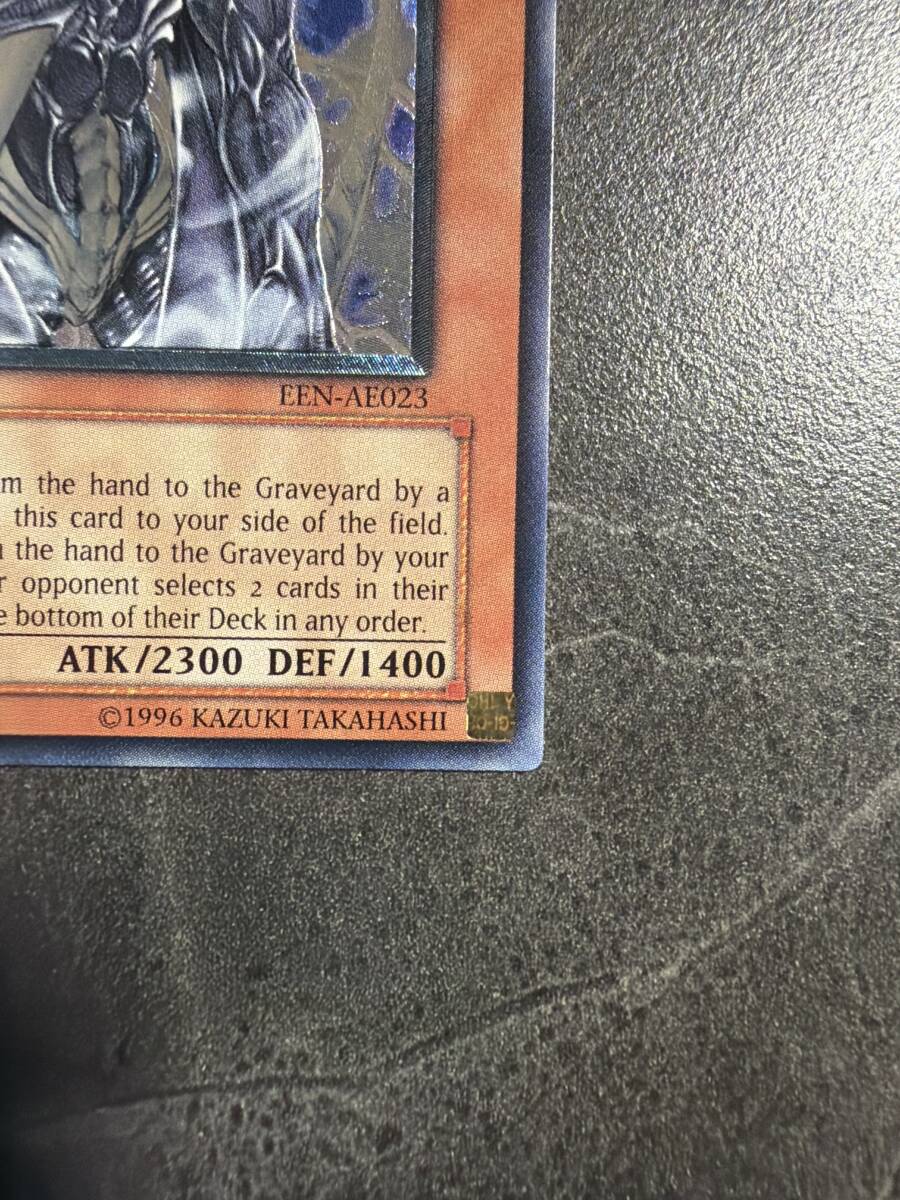 EEN-AE023
m the hand to the Graveyard by a
this card to your side of the field.
the hand to the Graveyard by your
opponent selects 2 cards in their
bottom of their Deck in any order.
ATK/2300 DEF/1400
©1996 KAZUKI TAKAHASHI